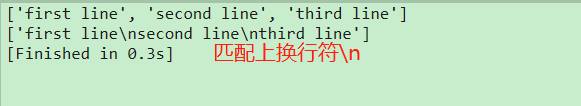 ['first line', 'second line', 'third line']
['first line\nsecond line\nthird line']
[Finished in 0.3s] 匹配上换行符\n